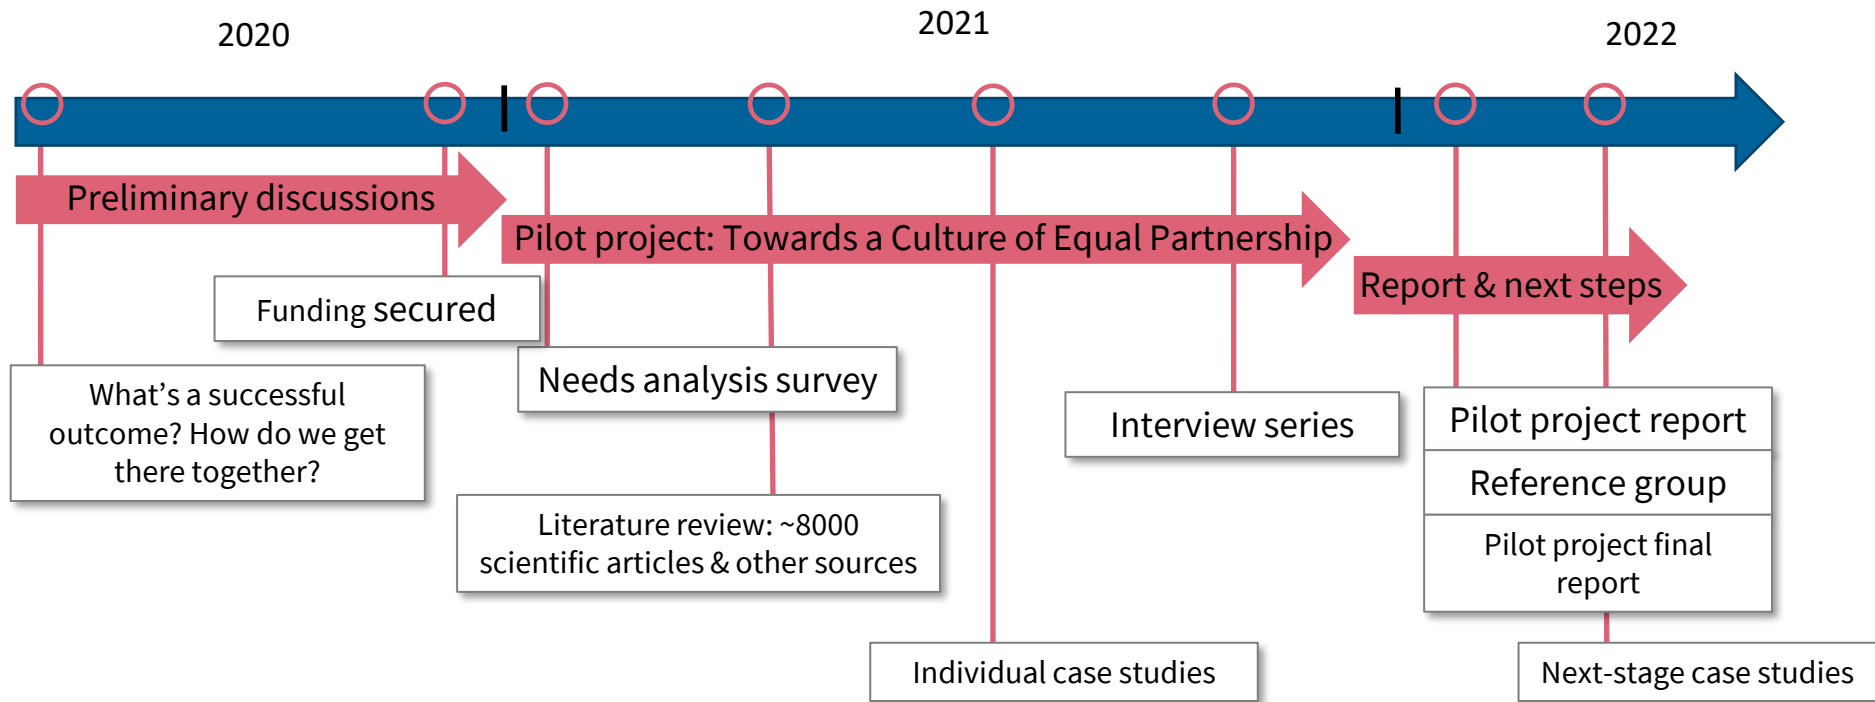 2020
2021
2022
Preliminary discussions
Pilot project: Towards a Culture of Equal Partnership
Report & next steps
Funding secured
What's a successful
outcome? How do we get
there together?
Needs analysis survey
Literature review: ~8000
scientific articles & other sources
Individual case studies
Interview series
Pilot project report
Reference group
Pilot project final
report
Next-stage case studies